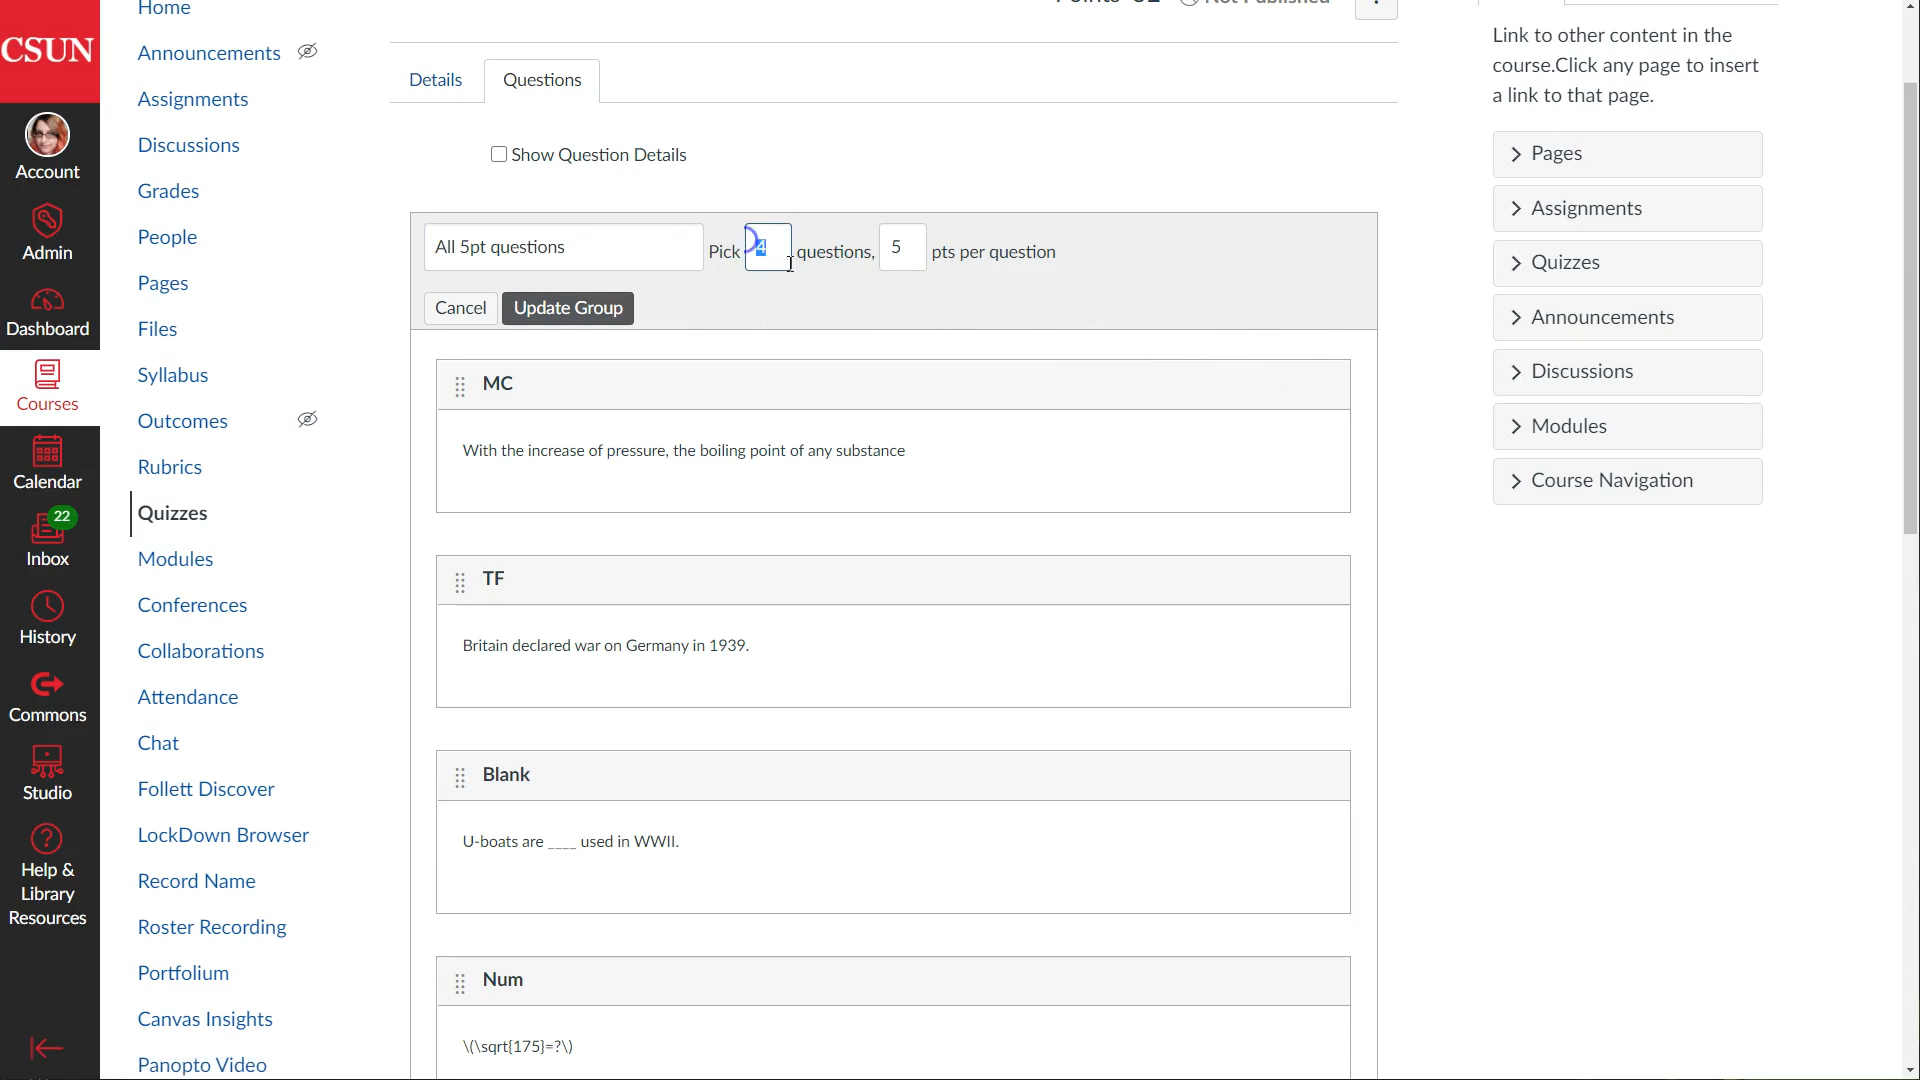 CSUN
Account
Admin
Dashboard
Courses
Calendar
22
Inbox
History
Commons
Studio
Help &
Library
Resources
Home
Announcements
Assignments
Discussions
Grades
People
Pages
Files
Syllabus
Outcomes
Rubrics
Quizzes
Modules
Conferences
Collaborations
Attendance
Chat
Follett Discover
LockDown Browser
Record Name
Roster Recording
Portfolium
Canvas Insights
Panopto Video
Not Published
Details
Questions
Show Question Details
All 5pt questions
Pick 4 questions, 5 pts per question
Cancel
Update Group
MC
With the increase of pressure, the boiling point of any substance
TF
Britain declared war on Germany in 1939.
Blank
U-boats are ____ used in WWII.
Num
\(\sqrt{175}=?\)
Link to other content in the
course.Click any page to insert
a link to that page.
Pages
Assignments
Quizzes
Announcements
Discussions
Modules
Course Navigation